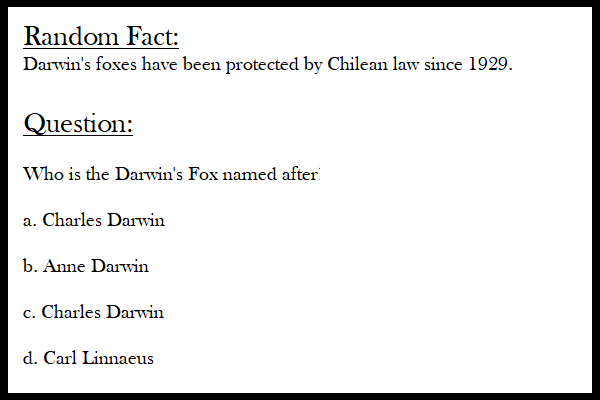 Random Fact:
Darwin's foxes have been protected by Chilean law since 1929.
Question:
Who is the Darwin's Fox named after
a. Charles Darwin
b. Anne Darwin
c. Charles Darwin
d. Carl Linnaeus